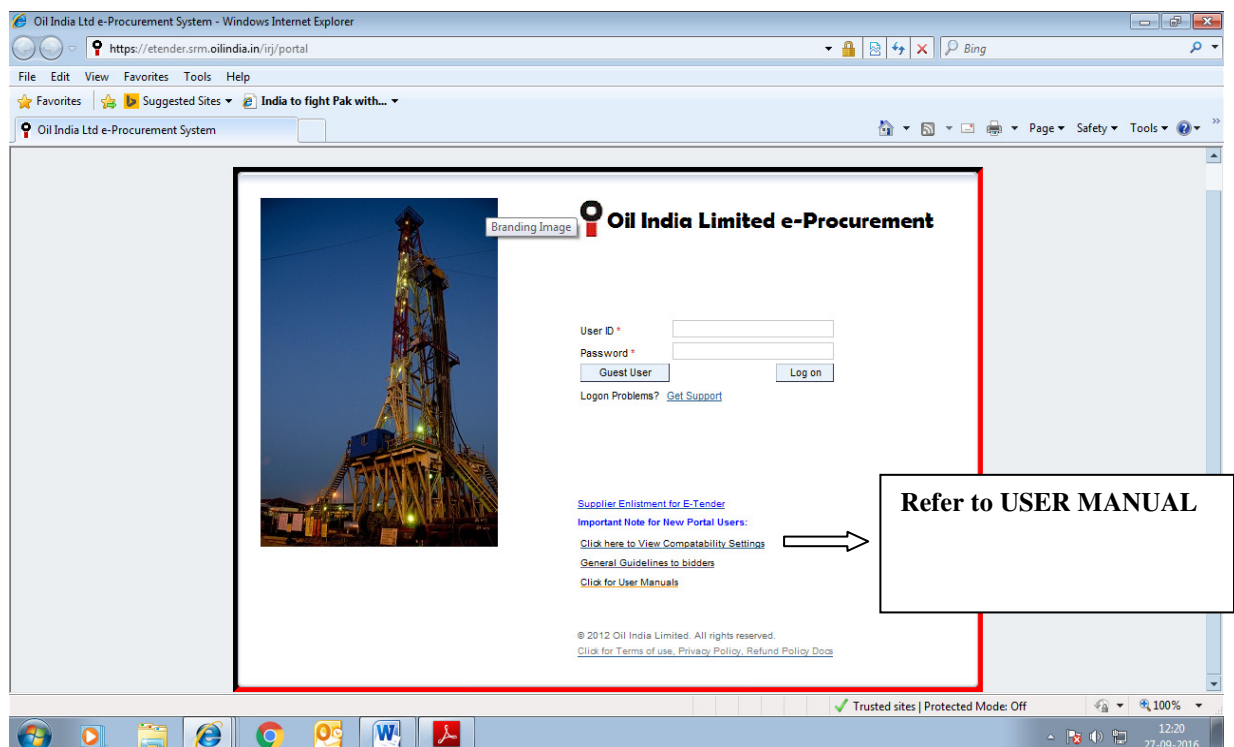 Oil India Ltd e-Procurement System - Windows Internet Explorer
https://etender.srm.oilindia.in/irj/portal
Bing
File Edit View Favorites Tools Help
Favorites Suggested Sites India to fight Pak with...
Oil India Ltd e-Procurement System
Page Safety Tools
Branding Image
Oil India Limited e-Procurement
User ID *
Password *
Guest User Log on
Logon Problems? Get Support
Supplier Enlistment for E-Tender
Important Note for New Portal Users:
Click here to View Compatability Settings
General Guidelines to bidders
Click for User Manuals
Refer to USER MANUAL
© 2012 Oil India Limited. All rights reserved.
Click for Terms of use, Privacy Policy, Refund Policy Docs
Trusted sites | Protected Mode: Off
100%
12:20
27-09-2016